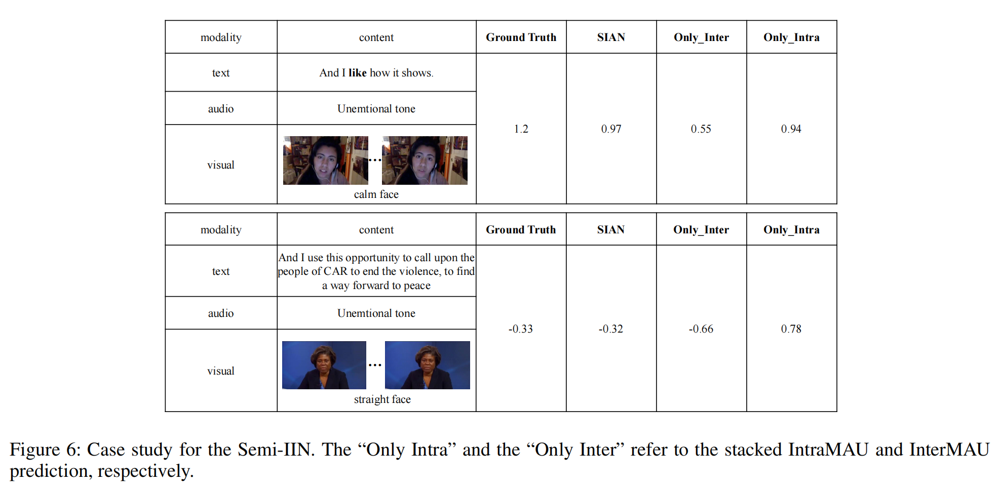 modality content Ground Truth SIAN Only_Inter Only_Intra
text And I like how it shows.
audio Unemtional tone
1.2 0.97 0.55 0.94
visual
...
calm face
modality content Ground Truth SIAN Only_Inter Only_Intra
And I use this opportunity to call upon the
text people of CAR to end the violence, to find
a way forward to peace
audio Unemtional tone
-0.33 -0.32 -0.66 0.78
visual
...
straight face
Figure 6: Case study for the Semi-IIN. The “Only Intra” and the “Only Inter” refer to the stacked IntraMAU and InterMAU
prediction, respectively.